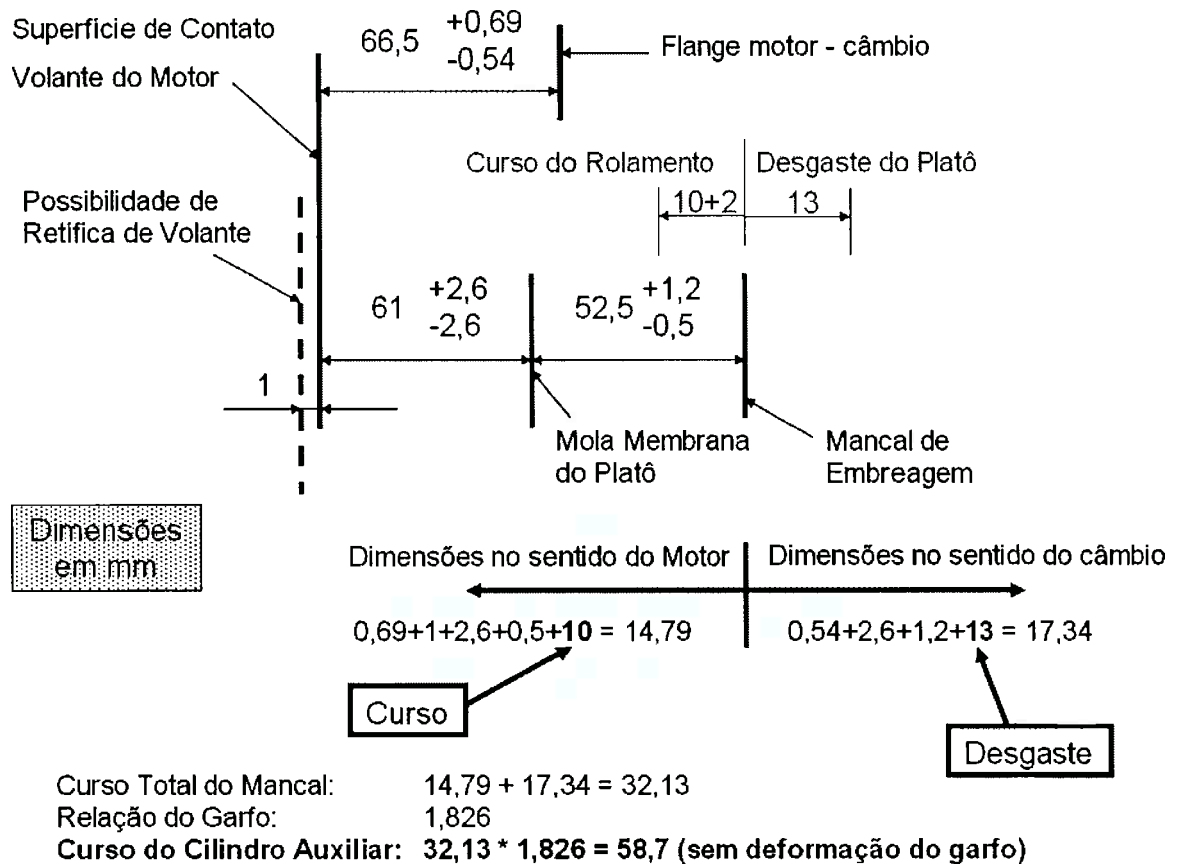 Superficie de Contato
Volante do Motor
66,5 +0,69 -0,54
Flange motor - câmbio
Curso do Rolamento
Desgaste do Platô
10+2
13
Possibilidade de
Retífica de Volante
61 +2,6 -2,6
52,5 +1,2 -0,5
1
Mola Membrana
do Platô
Mancal de
Embreagem
Dimensões
em mm
Dimensões no sentido do Motor
Dimensões no sentido do câmbio
0,69+1+2,6+0,5+10 = 14,79
0,54+2,6+1,2+13 = 17,34
Curso
Desgaste
Curso Total do Mancal: 14,79 + 17,34 = 32,13
Relação do Garfo: 1,826
Curso do Cilindro Auxiliar: 32,13 * 1,826 = 58,7 (sem deformação do garfo)